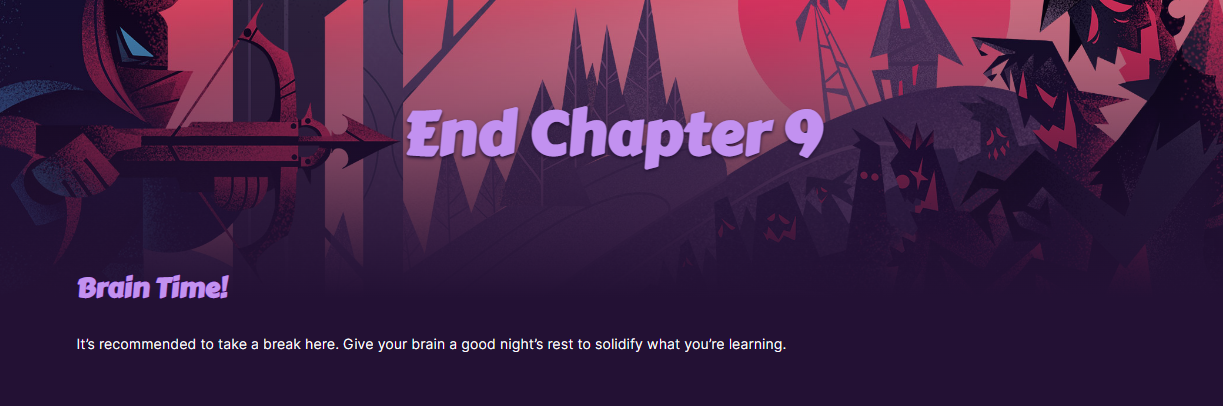 End Chapter 9
Brain Time!
It’s recommended to take a break here. Give your brain a good night’s rest to solidify what you’re learning.